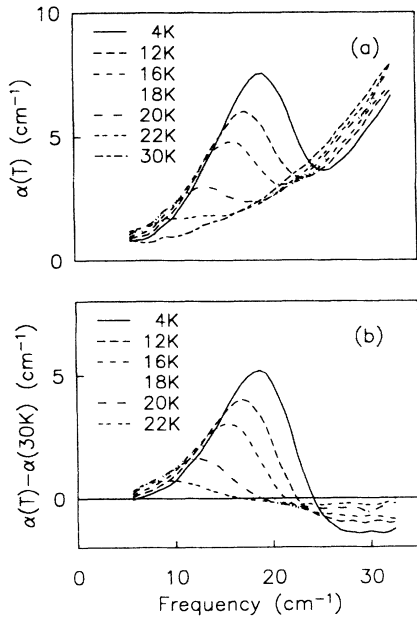 10
5
0
α(T) (cm⁻¹)
4K
12K
16K
18K
20K
22K
30K
(a)
5
0
α(T)−α(30K) (cm⁻¹)
4K
12K
16K
18K
20K
22K
(b)
0 10 20 30
Frequency (cm⁻¹)